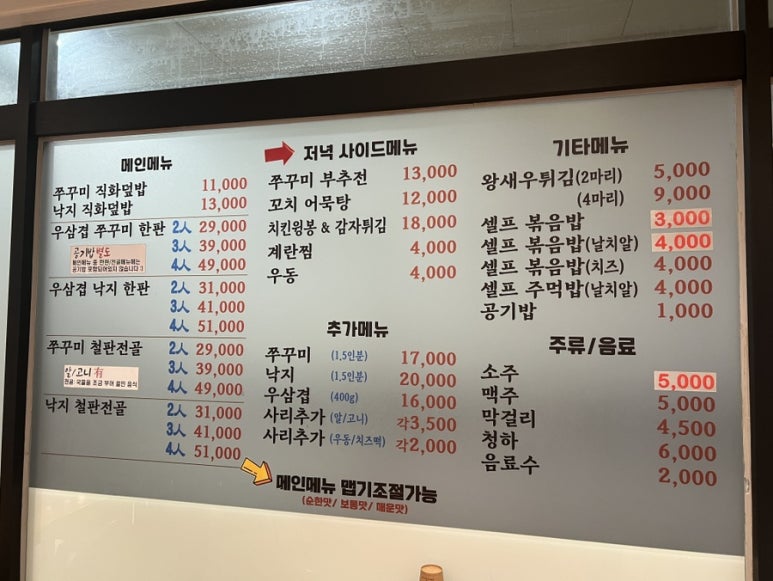 메인메뉴
쭈꾸미 직화덮밥 11,000
낙지 직화덮밥 13,000
우삼겹 쭈꾸미 한판 2人 29,000
3人 39,000
4人 49,000
공기밥 별도
우삼겹 낙지 한판 2人 31,000
3人 41,000
4人 51,000
쭈꾸미 철판전골 2人 29,000
3人 39,000
4人 49,000
알/고니 有
낙지 철판전골 2人 31,000
3人 41,000
4人 51,000
저녁 사이드메뉴
쭈꾸미 부추전 13,000
꼬치 어묵탕 12,000
치킨윙봉 & 감자튀김 18,000
계란찜 4,000
우동 4,000
추가메뉴
쭈꾸미 (1.5인분) 17,000
낙지 (1.5인분) 20,000
우삼겹 (400g) 16,000
사리추가 (알/고니) 각3,500
사리추가 (우동/치즈떡) 각2,000
메인메뉴 맵기조절가능
(순한맛/ 보통맛/ 매운맛)
기타메뉴
왕새우튀김(2마리) 5,000
(4마리) 9,000
셀프 볶음밥 3,000
셀프 볶음밥(날치알) 4,000
셀프 볶음밥(치즈) 4,000
셀프 주먹밥(날치알) 4,000
공기밥 1,000
주류/음료
소주 5,000
맥주 5,000
막걸리 4,500
청하 6,000
음료수 2,000